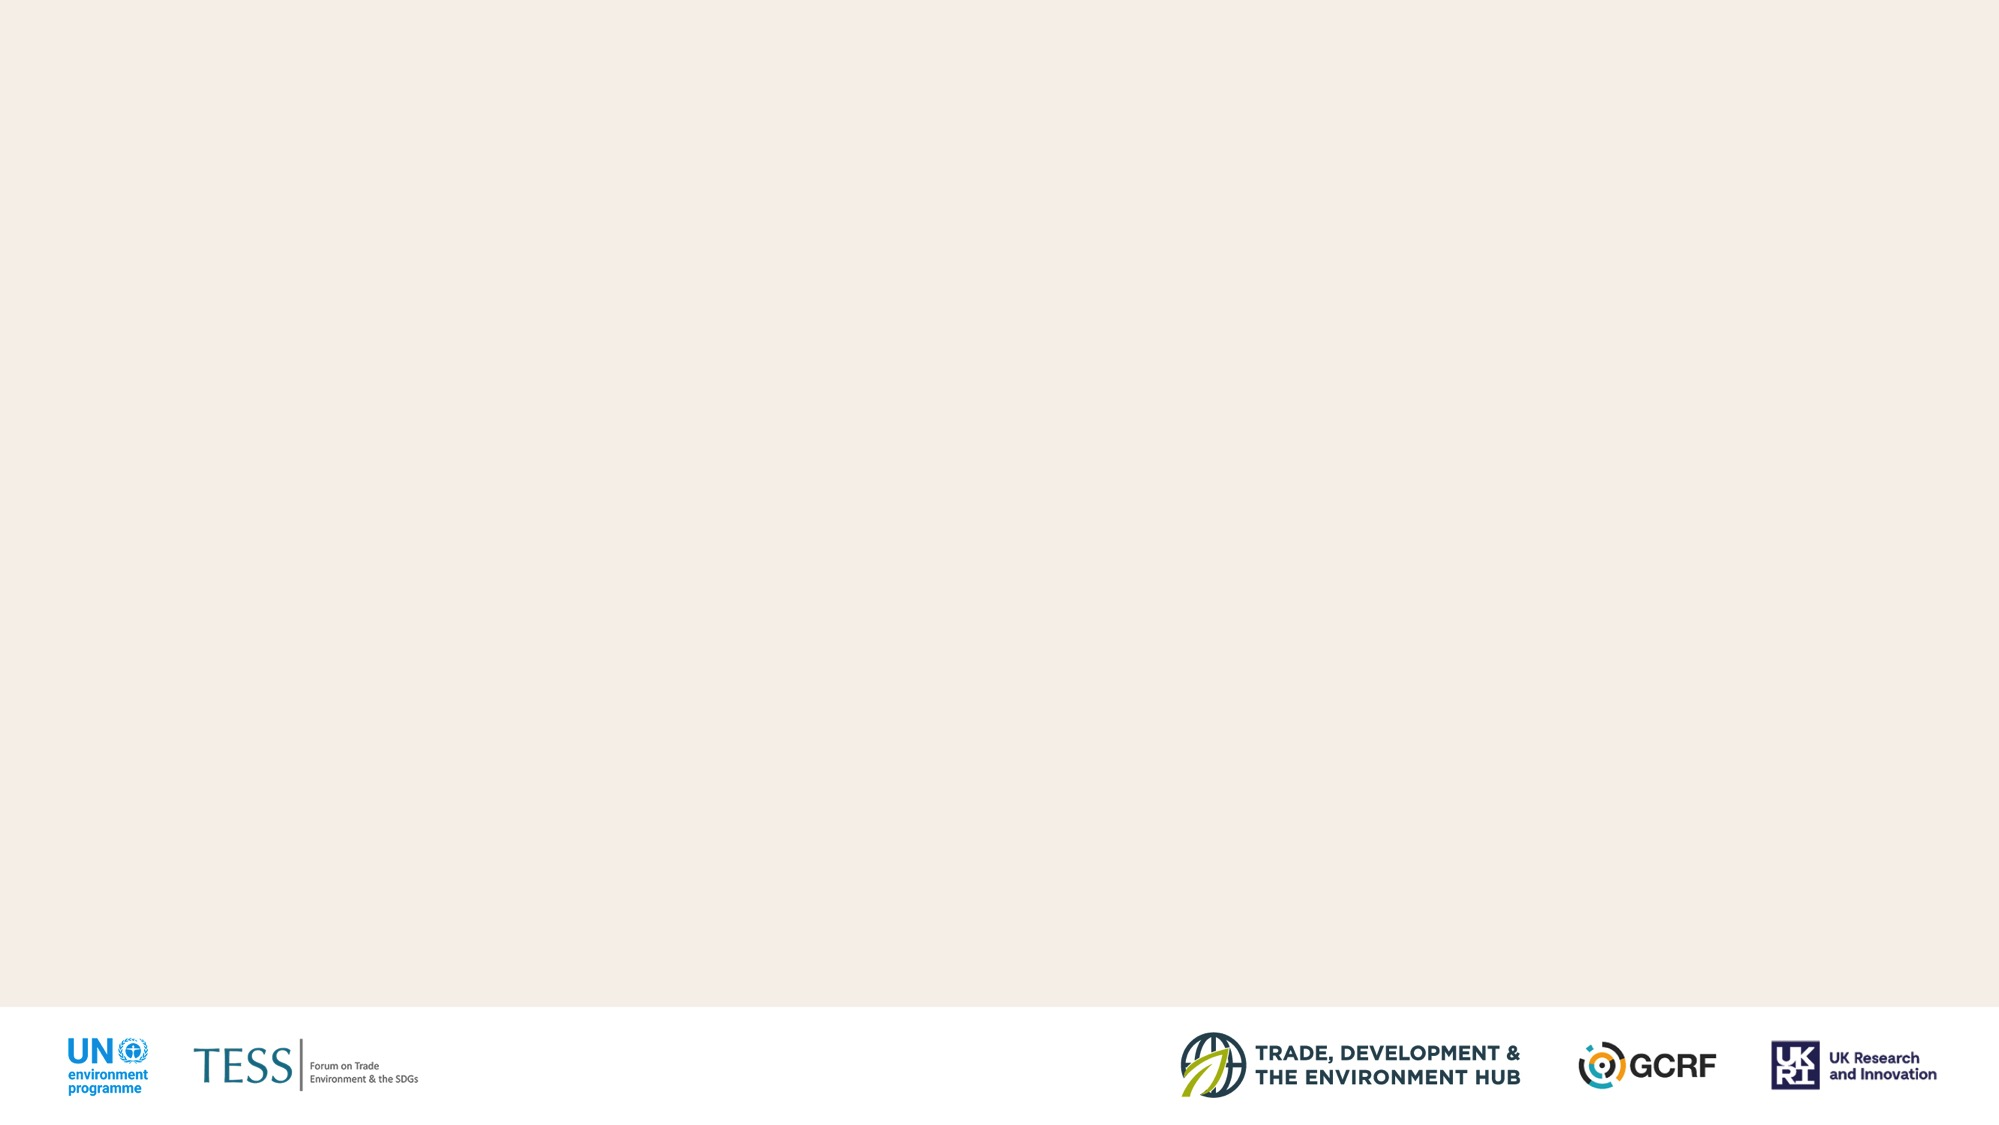 UN
environment
programme
TESS
Forum on Trade
Environment & the SDGs
TRADE, DEVELOPMENT &
THE ENVIRONMENT HUB
GCRF
UK
RI
UK Research
and Innovation